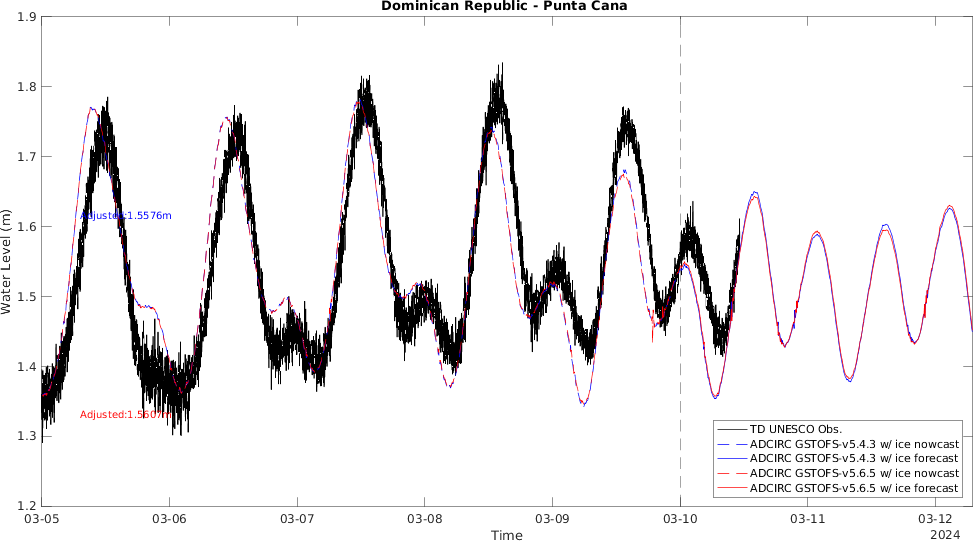 Dominican Republic - Punta Cana
1.9
1.8
1.7
1.6
1.5
1.4
1.3
1.2
Water Level (m)
Adjusted:1.5576m
Adjusted:1.5607m
TD UNESCO Obs.
ADCIRC GSTOFS-v5.4.3 w/ ice nowcast
ADCIRC GSTOFS-v5.4.3 w/ ice forecast
ADCIRC GSTOFS-v5.6.5 w/ ice nowcast
ADCIRC GSTOFS-v5.6.5 w/ ice forecast
03-05 03-06 03-07 03-08 03-09 03-10 03-11 03-12
Time
2024